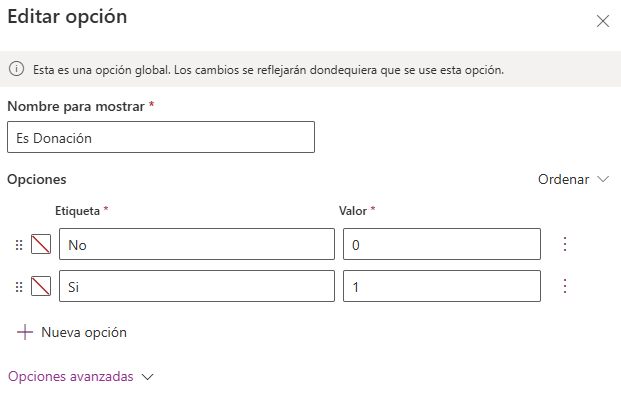 Editar opción
Esta es una opción global. Los cambios se reflejarán dondequiera que se use esta opción.
Nombre para mostrar *
Es Donación
Opciones Ordenar
Etiqueta * Valor *
No 0
Si 1
Nueva opción
Opciones avanzadas